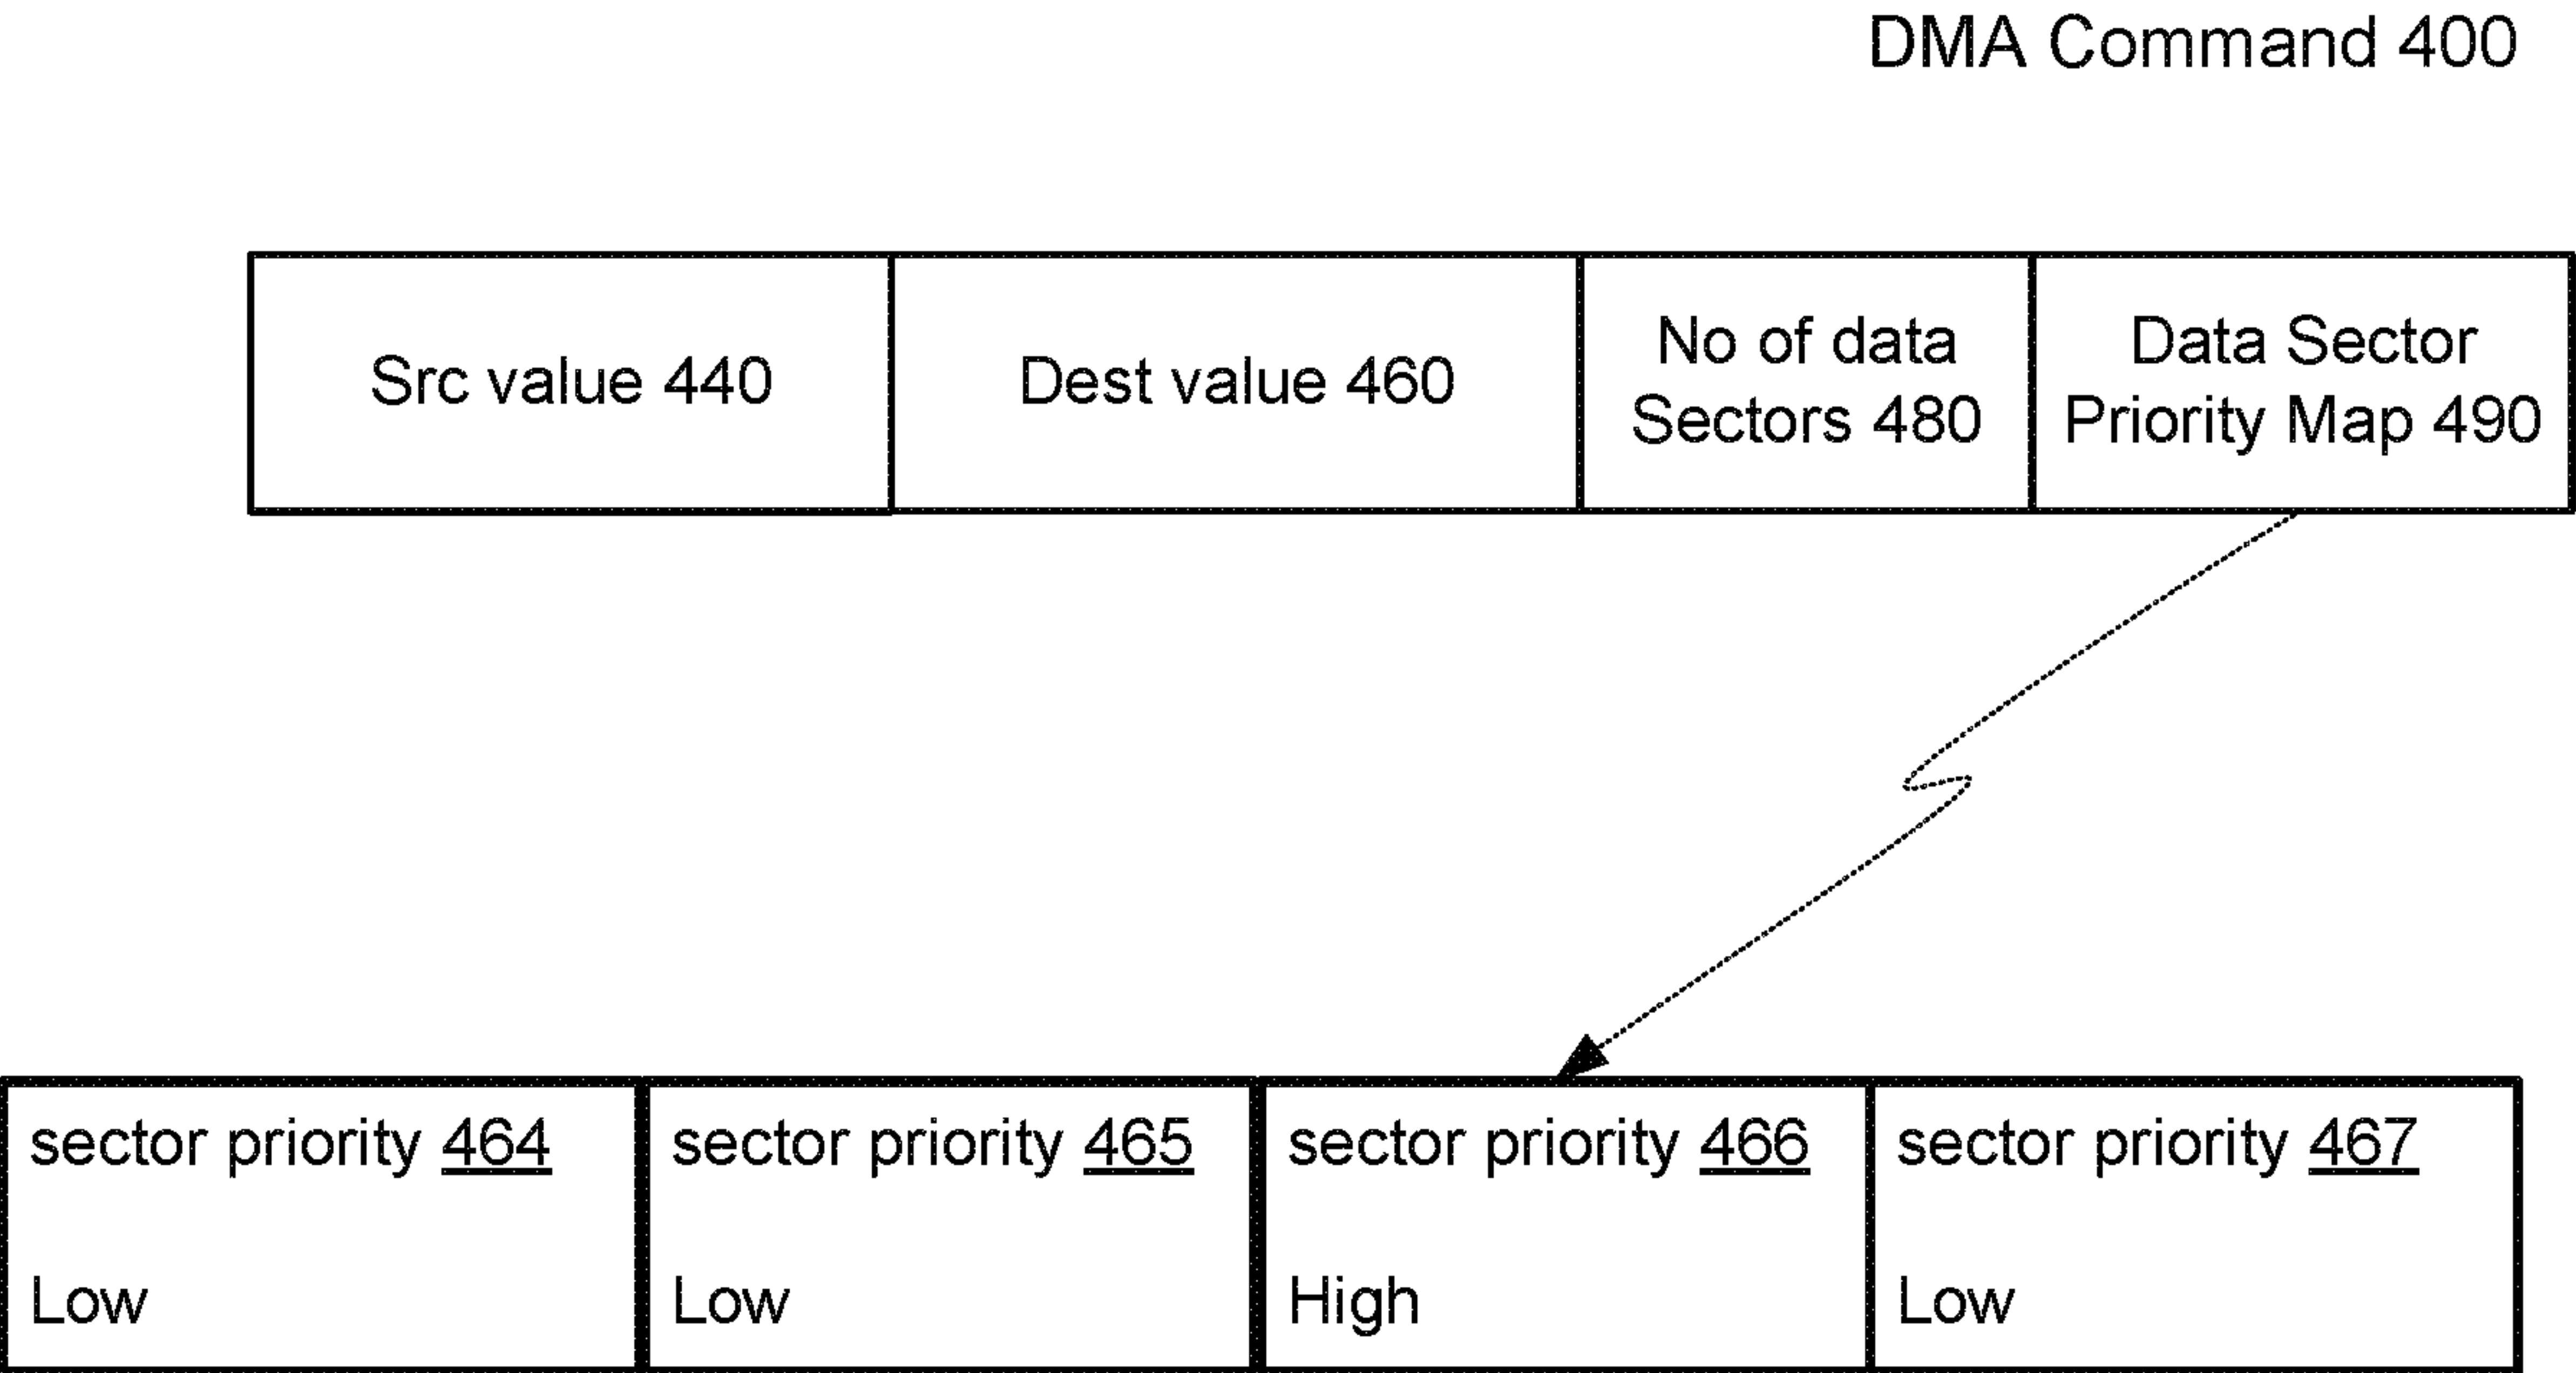 DMA Command 400
Src value 440
Dest value 460
No of data
Sectors 480
Data Sector
Priority Map 490
sector priority 464
Low
sector priority 465
Low
sector priority 466
High
sector priority 467
Low